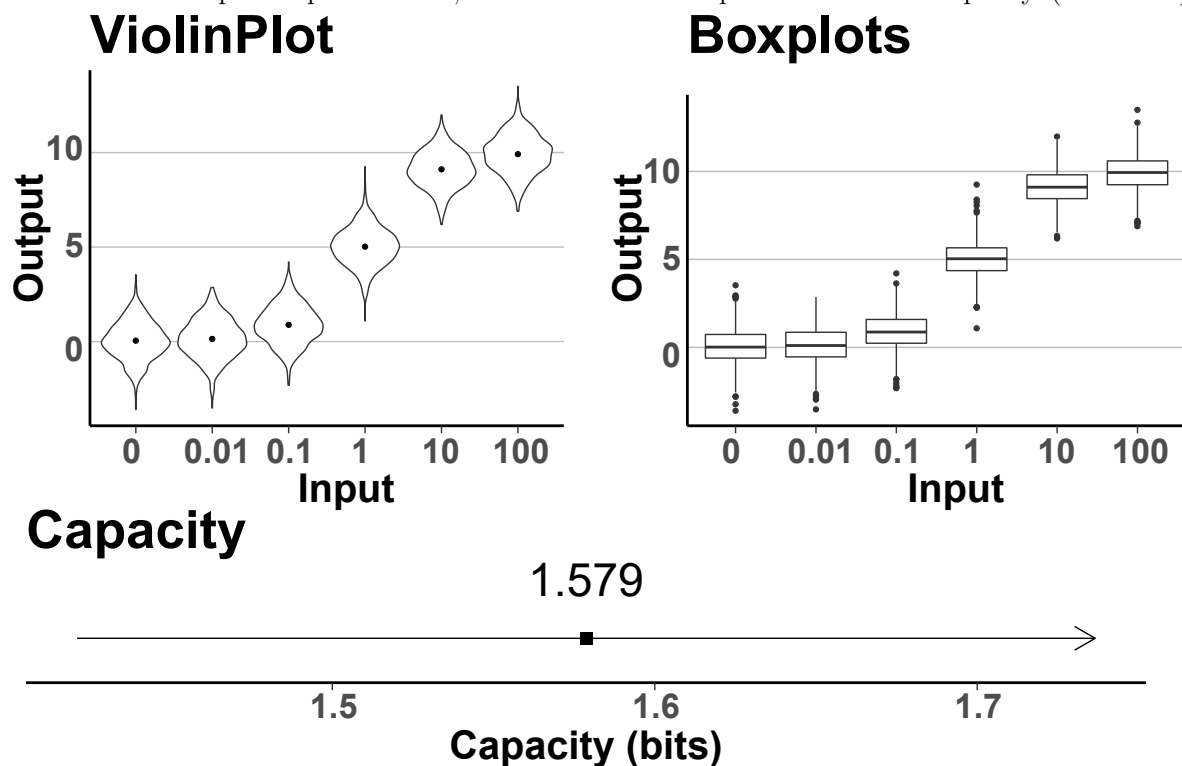 ViolinPlot
Boxplots
10
5
0
Output
0 0.01 0.1 1 10 100
Input
10
5
0
Output
0 0.01 0.1 1 10 100
Input
Capacity
1.579
1.5 1.6 1.7
Capacity (bits)